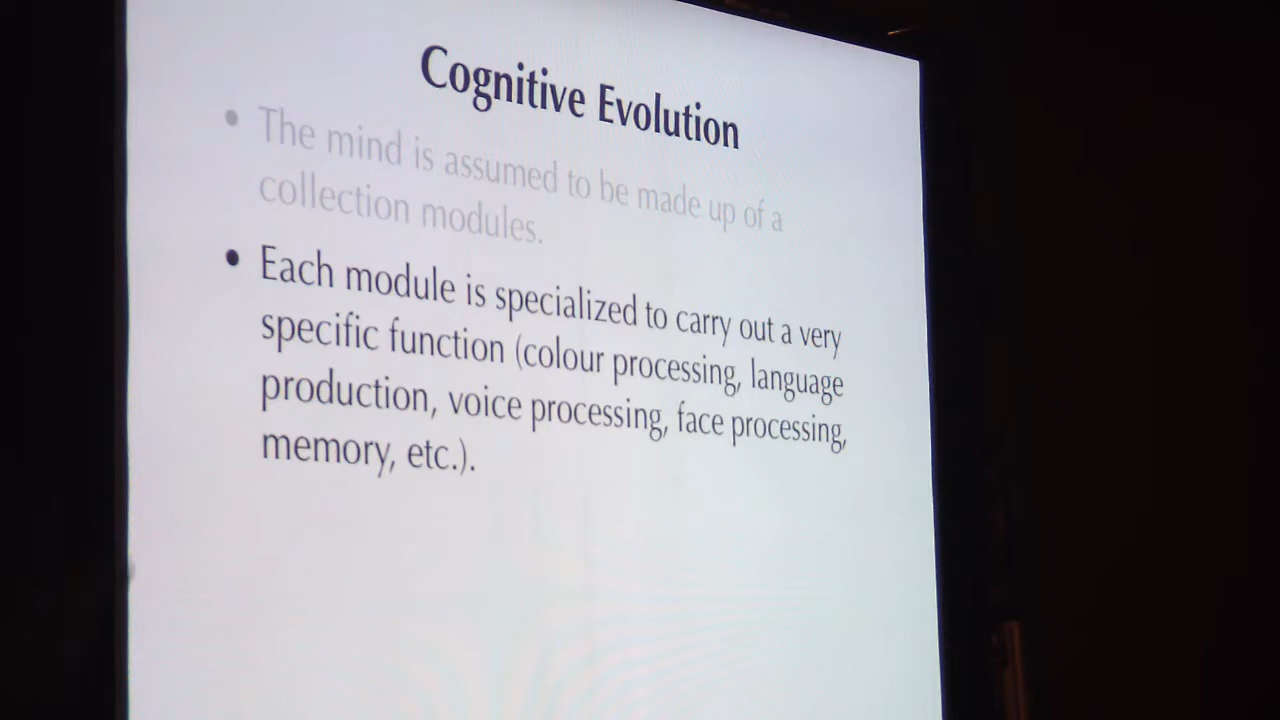 Cognitive Evolution
• The mind is assumed to be made up of a
collection modules.
• Each module is specialized to carry out a very
specific function (colour processing, language
production, voice processing, face processing,
memory, etc.).